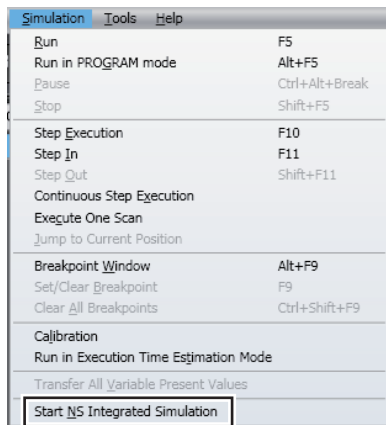 Simulation Tools Help
Run F5
Run in PROGRAM mode Alt+F5
Pause Ctrl+Alt+Break
Stop Shift+F5
Step Execution F10
Step In F11
Step Out Shift+F11
Continuous Step Execution
Execute One Scan
Jump to Current Position
Breakpoint Window Alt+F9
Set/Clear Breakpoint F9
Clear All Breakpoints Ctrl+Shift+F9
Calibration
Run in Execution Time Estimation Mode
Transfer All Variable Present Values
Start NS Integrated Simulation